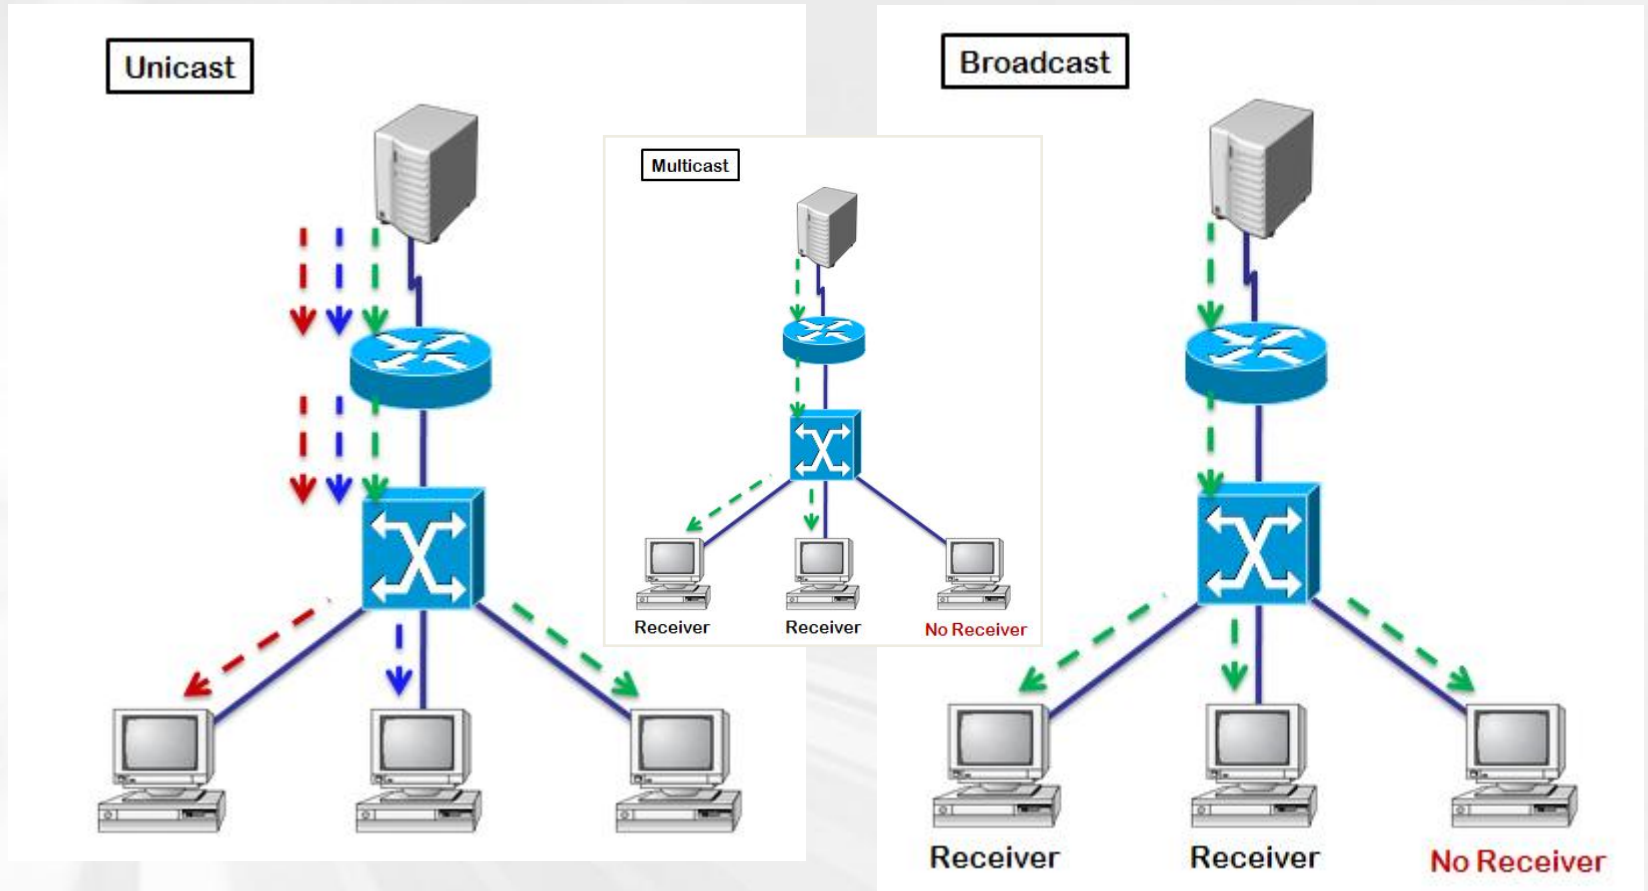 Unicast
Multicast
Receiver
Receiver
No Receiver
Broadcast
Receiver
Receiver
No Receiver